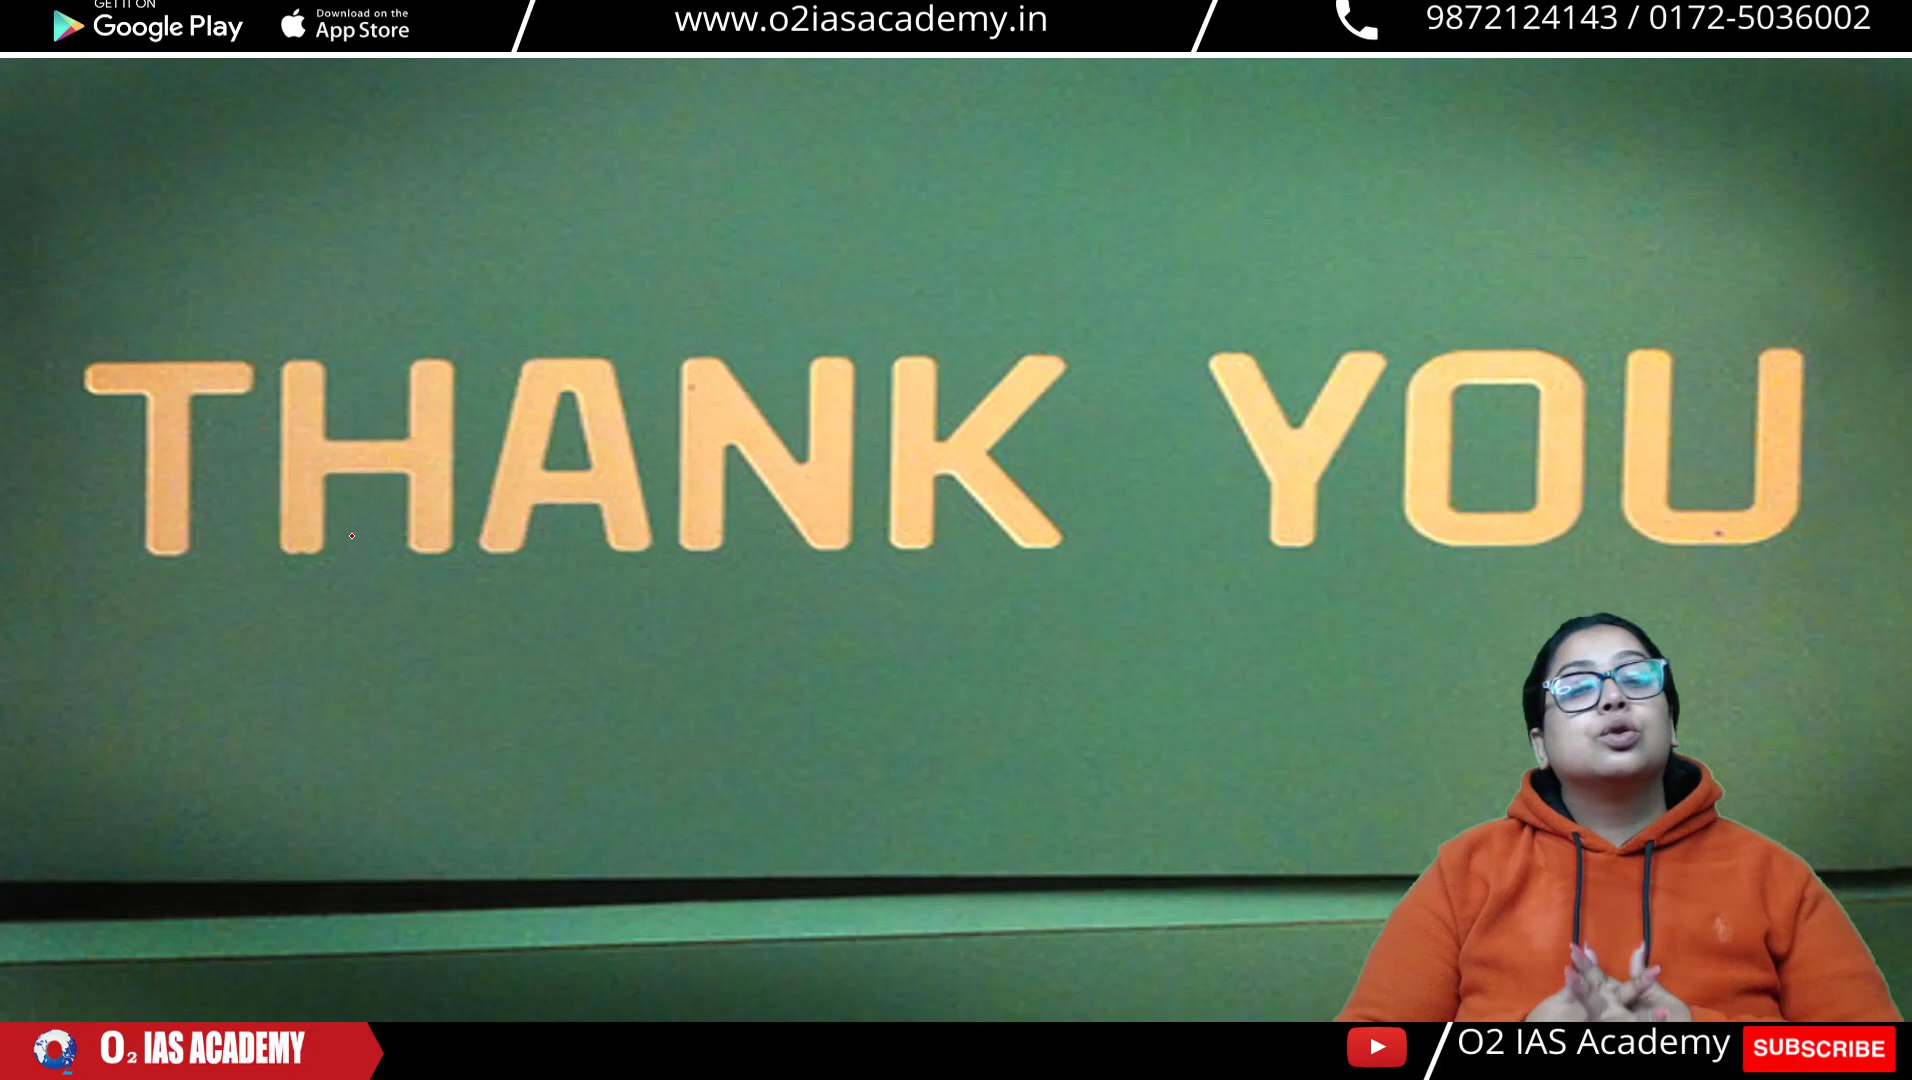 GET IT ON
Google Play
Download on the
App Store
www.o2iasacademy.in
9872124143 / 0172-5036002
THANK YOU
O₂ IAS ACADEMY
O2 IAS Academy
SUBSCRIBE